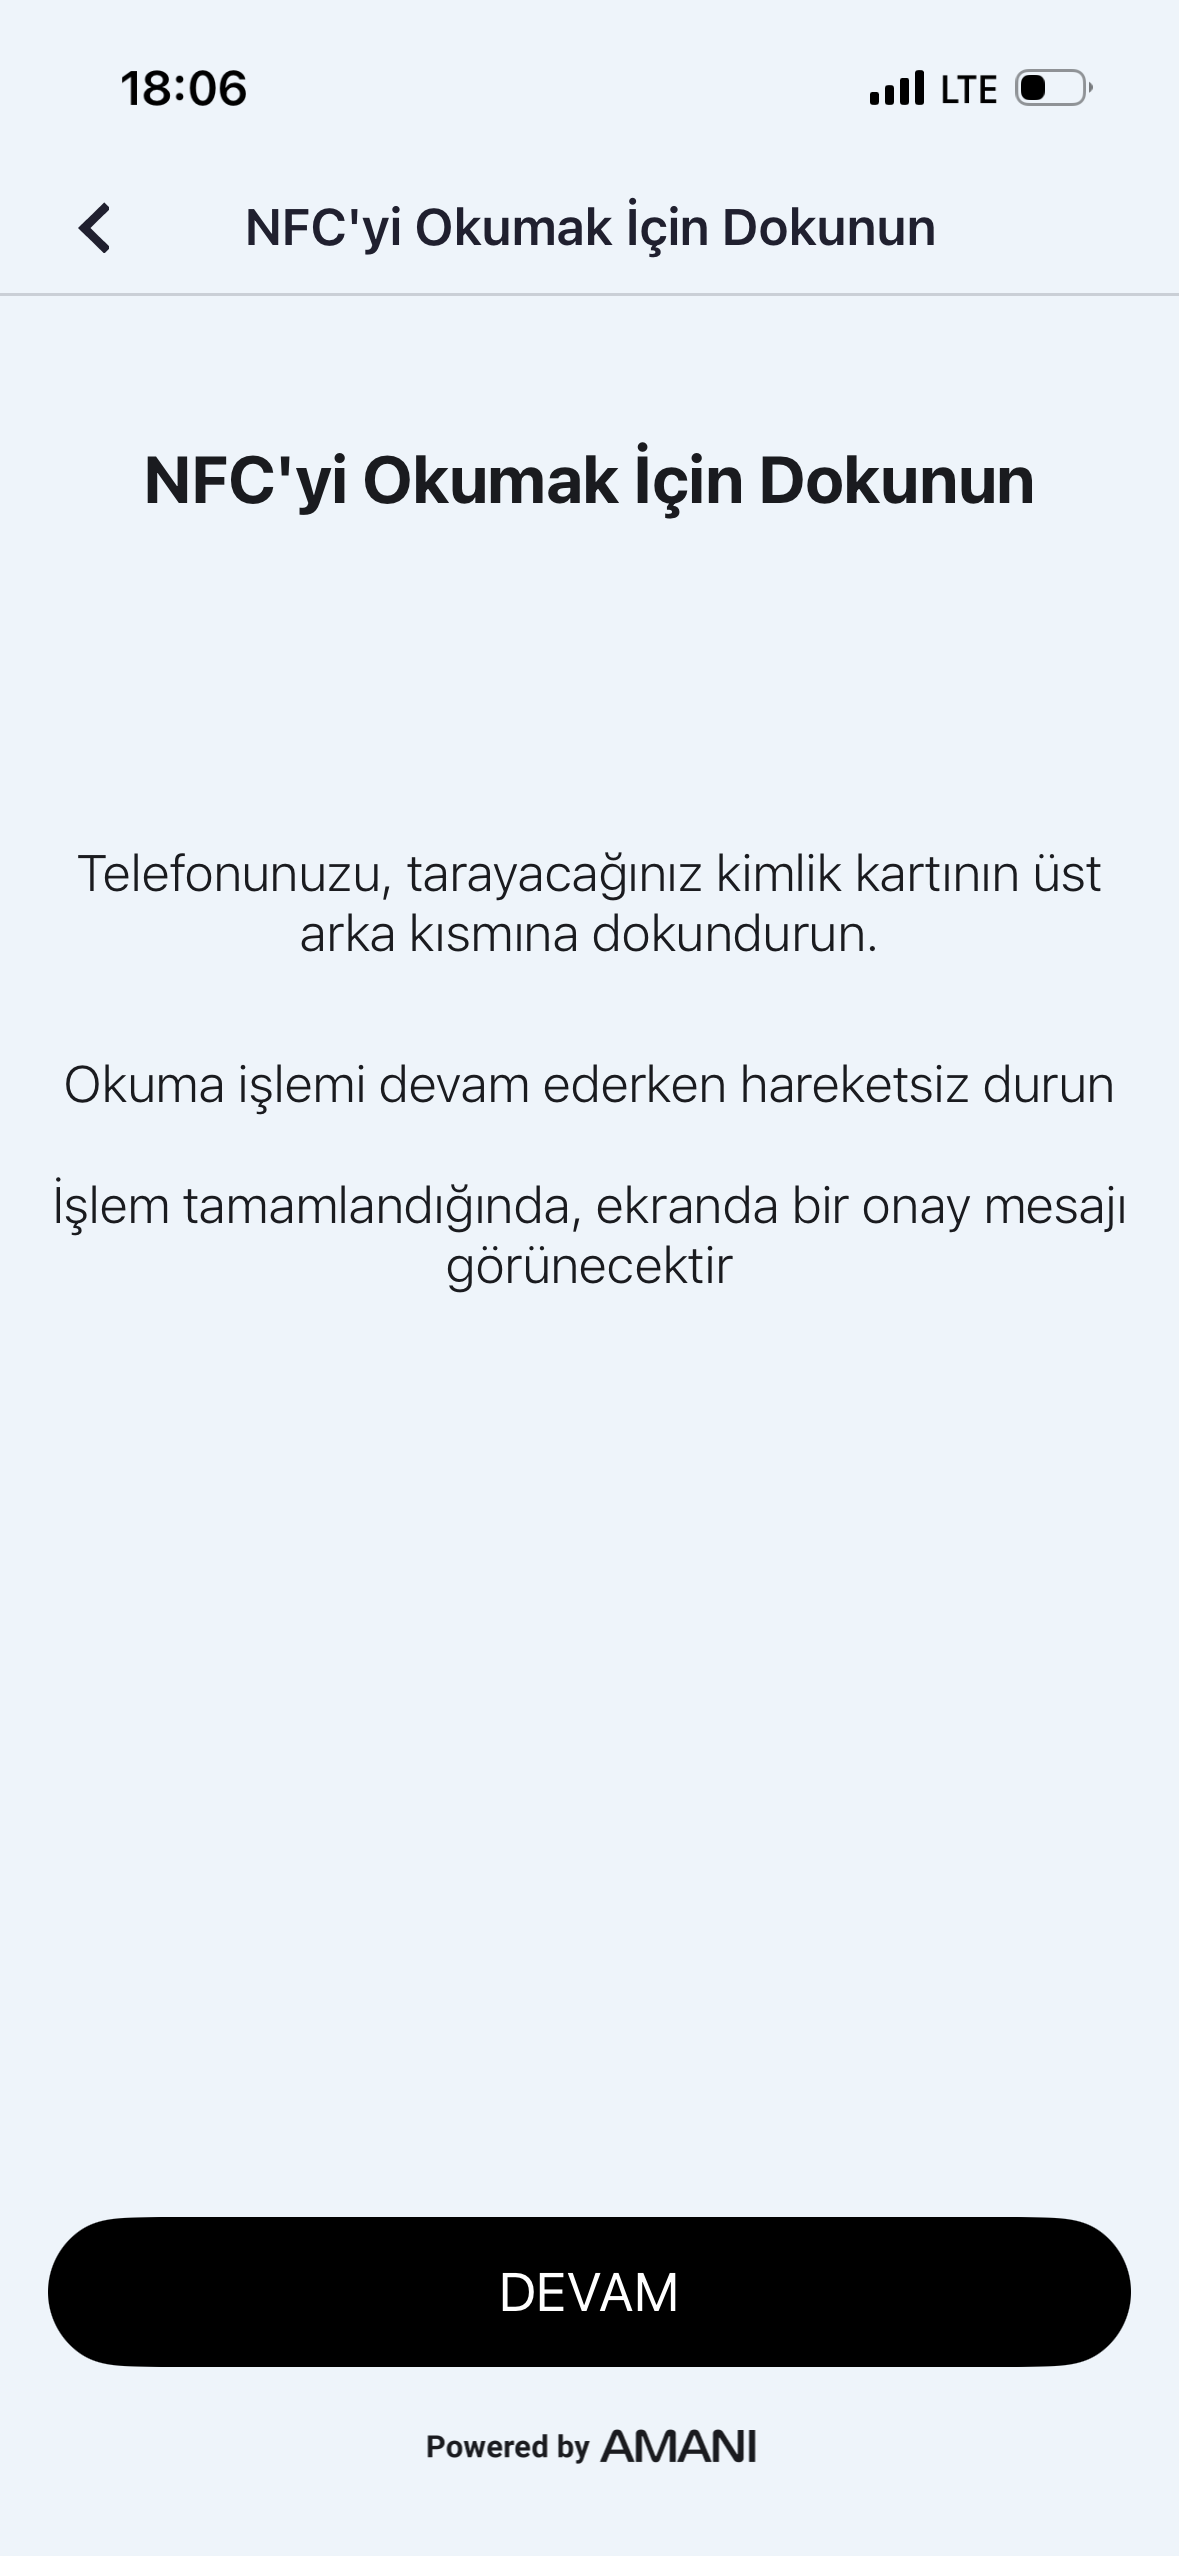 18:06
LTE
NFC'yi Okumak İçin Dokunun
NFC'yi Okumak İçin Dokunun
Telefonunuzu, tarayacağınız kimlik kartının üst
arka kısmına dokundurun.
Okuma işlemi devam ederken hareketsiz durun
İşlem tamamlandığında, ekranda bir onay mesajı
görünecektir
DEVAM
Powered by AMANI